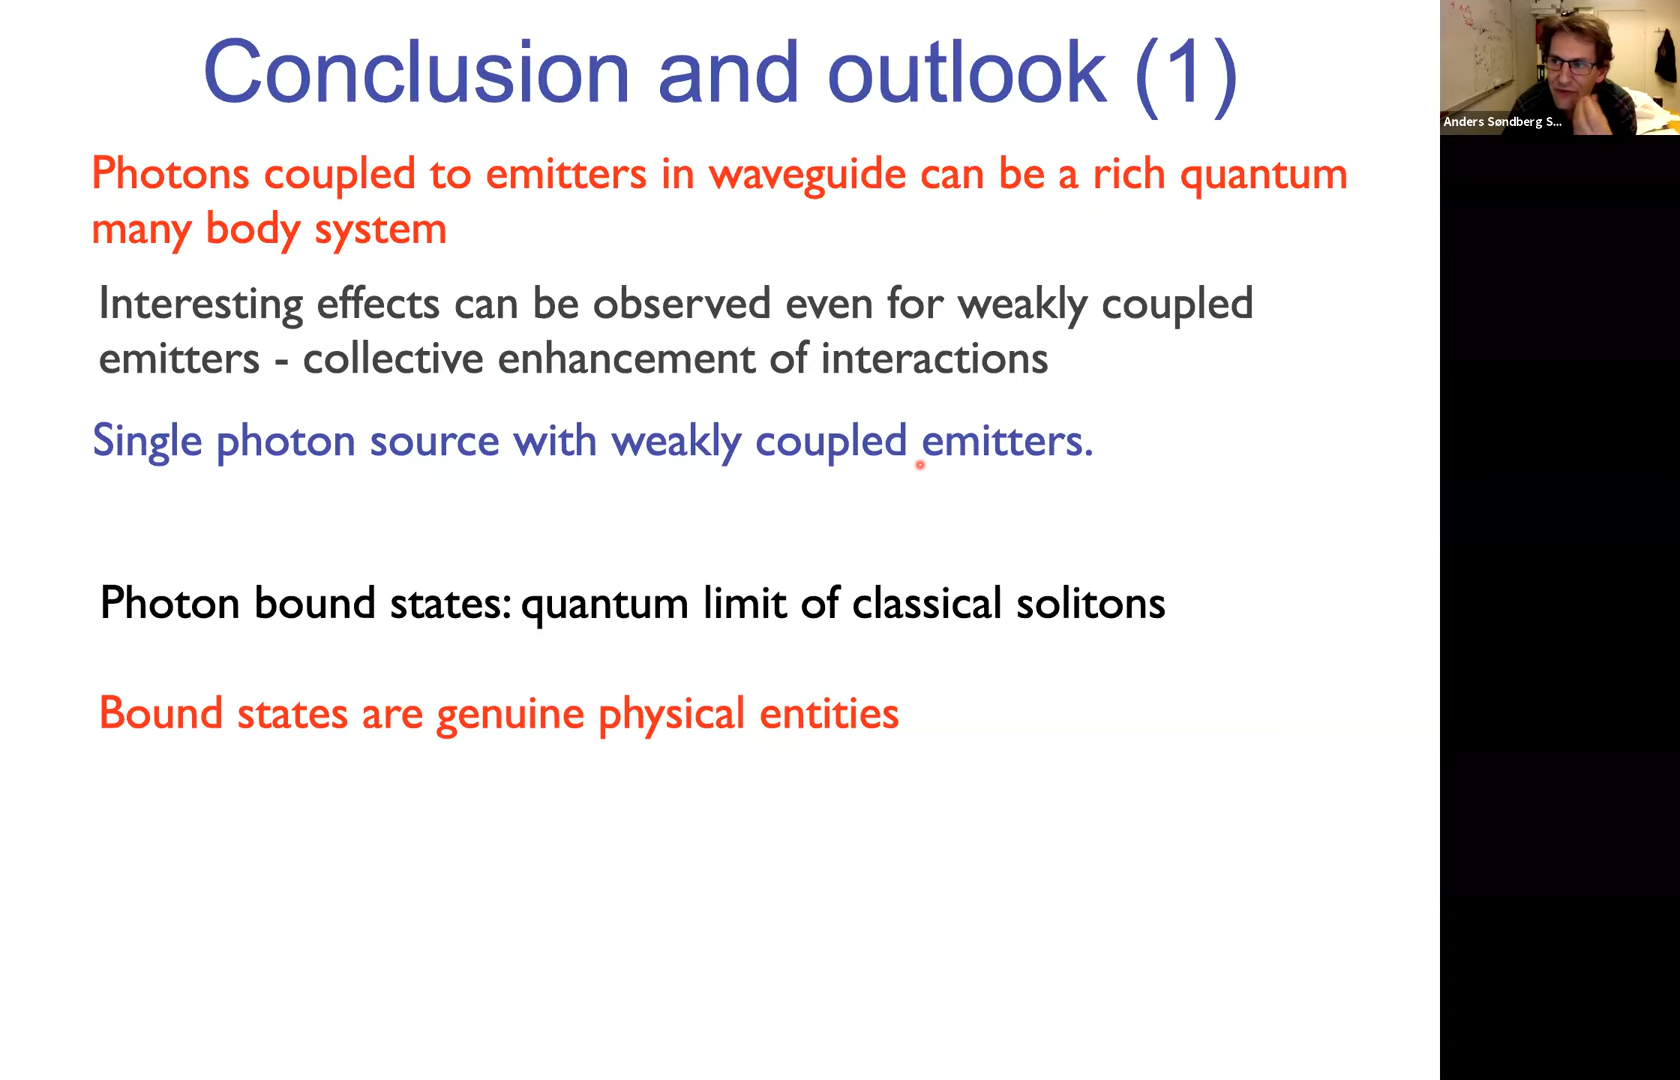 Conclusion and outlook (1)
Photons coupled to emitters in waveguide can be a rich quantum
many body system
Interesting effects can be observed even for weakly coupled
emitters - collective enhancement of interactions
Single photon source with weakly coupled emitters.
Photon bound states: quantum limit of classical solitons
Bound states are genuine physical entities
Anders Søndberg S...